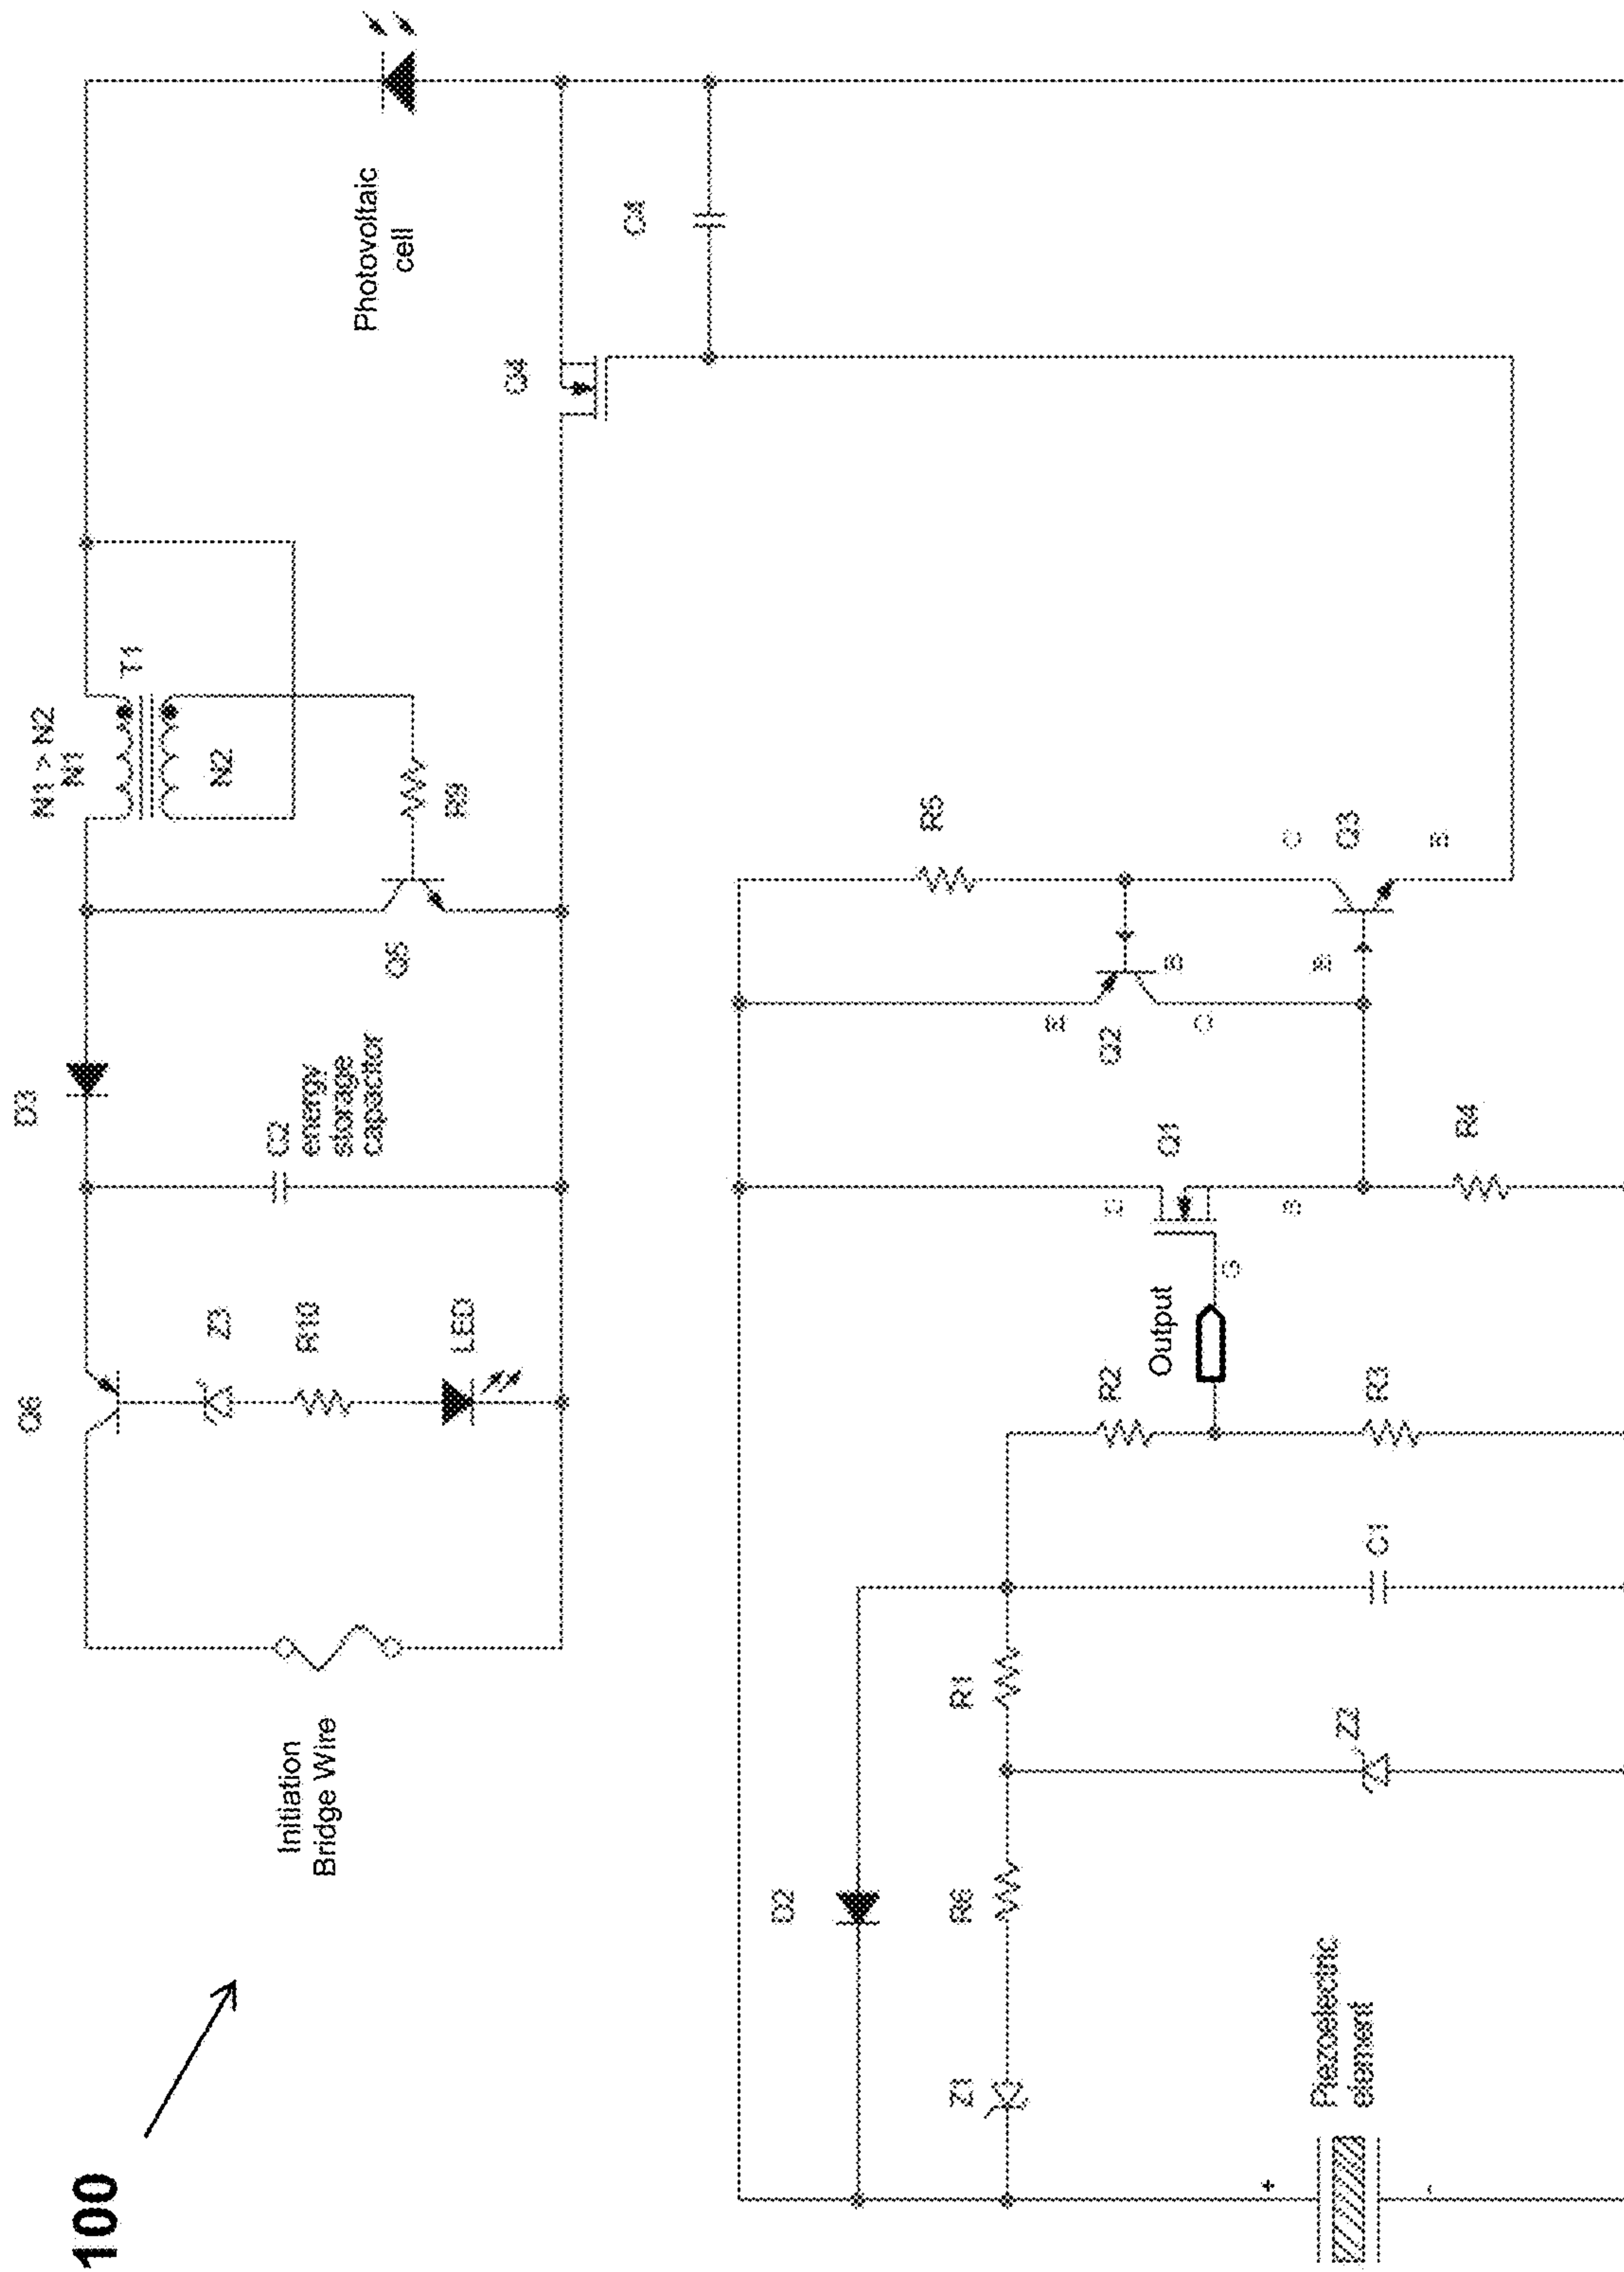 100
Initiation
Bridge Wire
Q6
Z3
R10
LED
D3
C2
energy
storage
capacitor
Q5
R9
N1 > N2
N1
T1
N2
Photovoltaic
cell
Q4
C4
Piezoelectric
element
+
-
Z1
D2
R6
R1
Z2
C1
R2
R3
Output
G
D
S
Q1
R4
E
Q2
C
B
B
R5
C
Q3
E